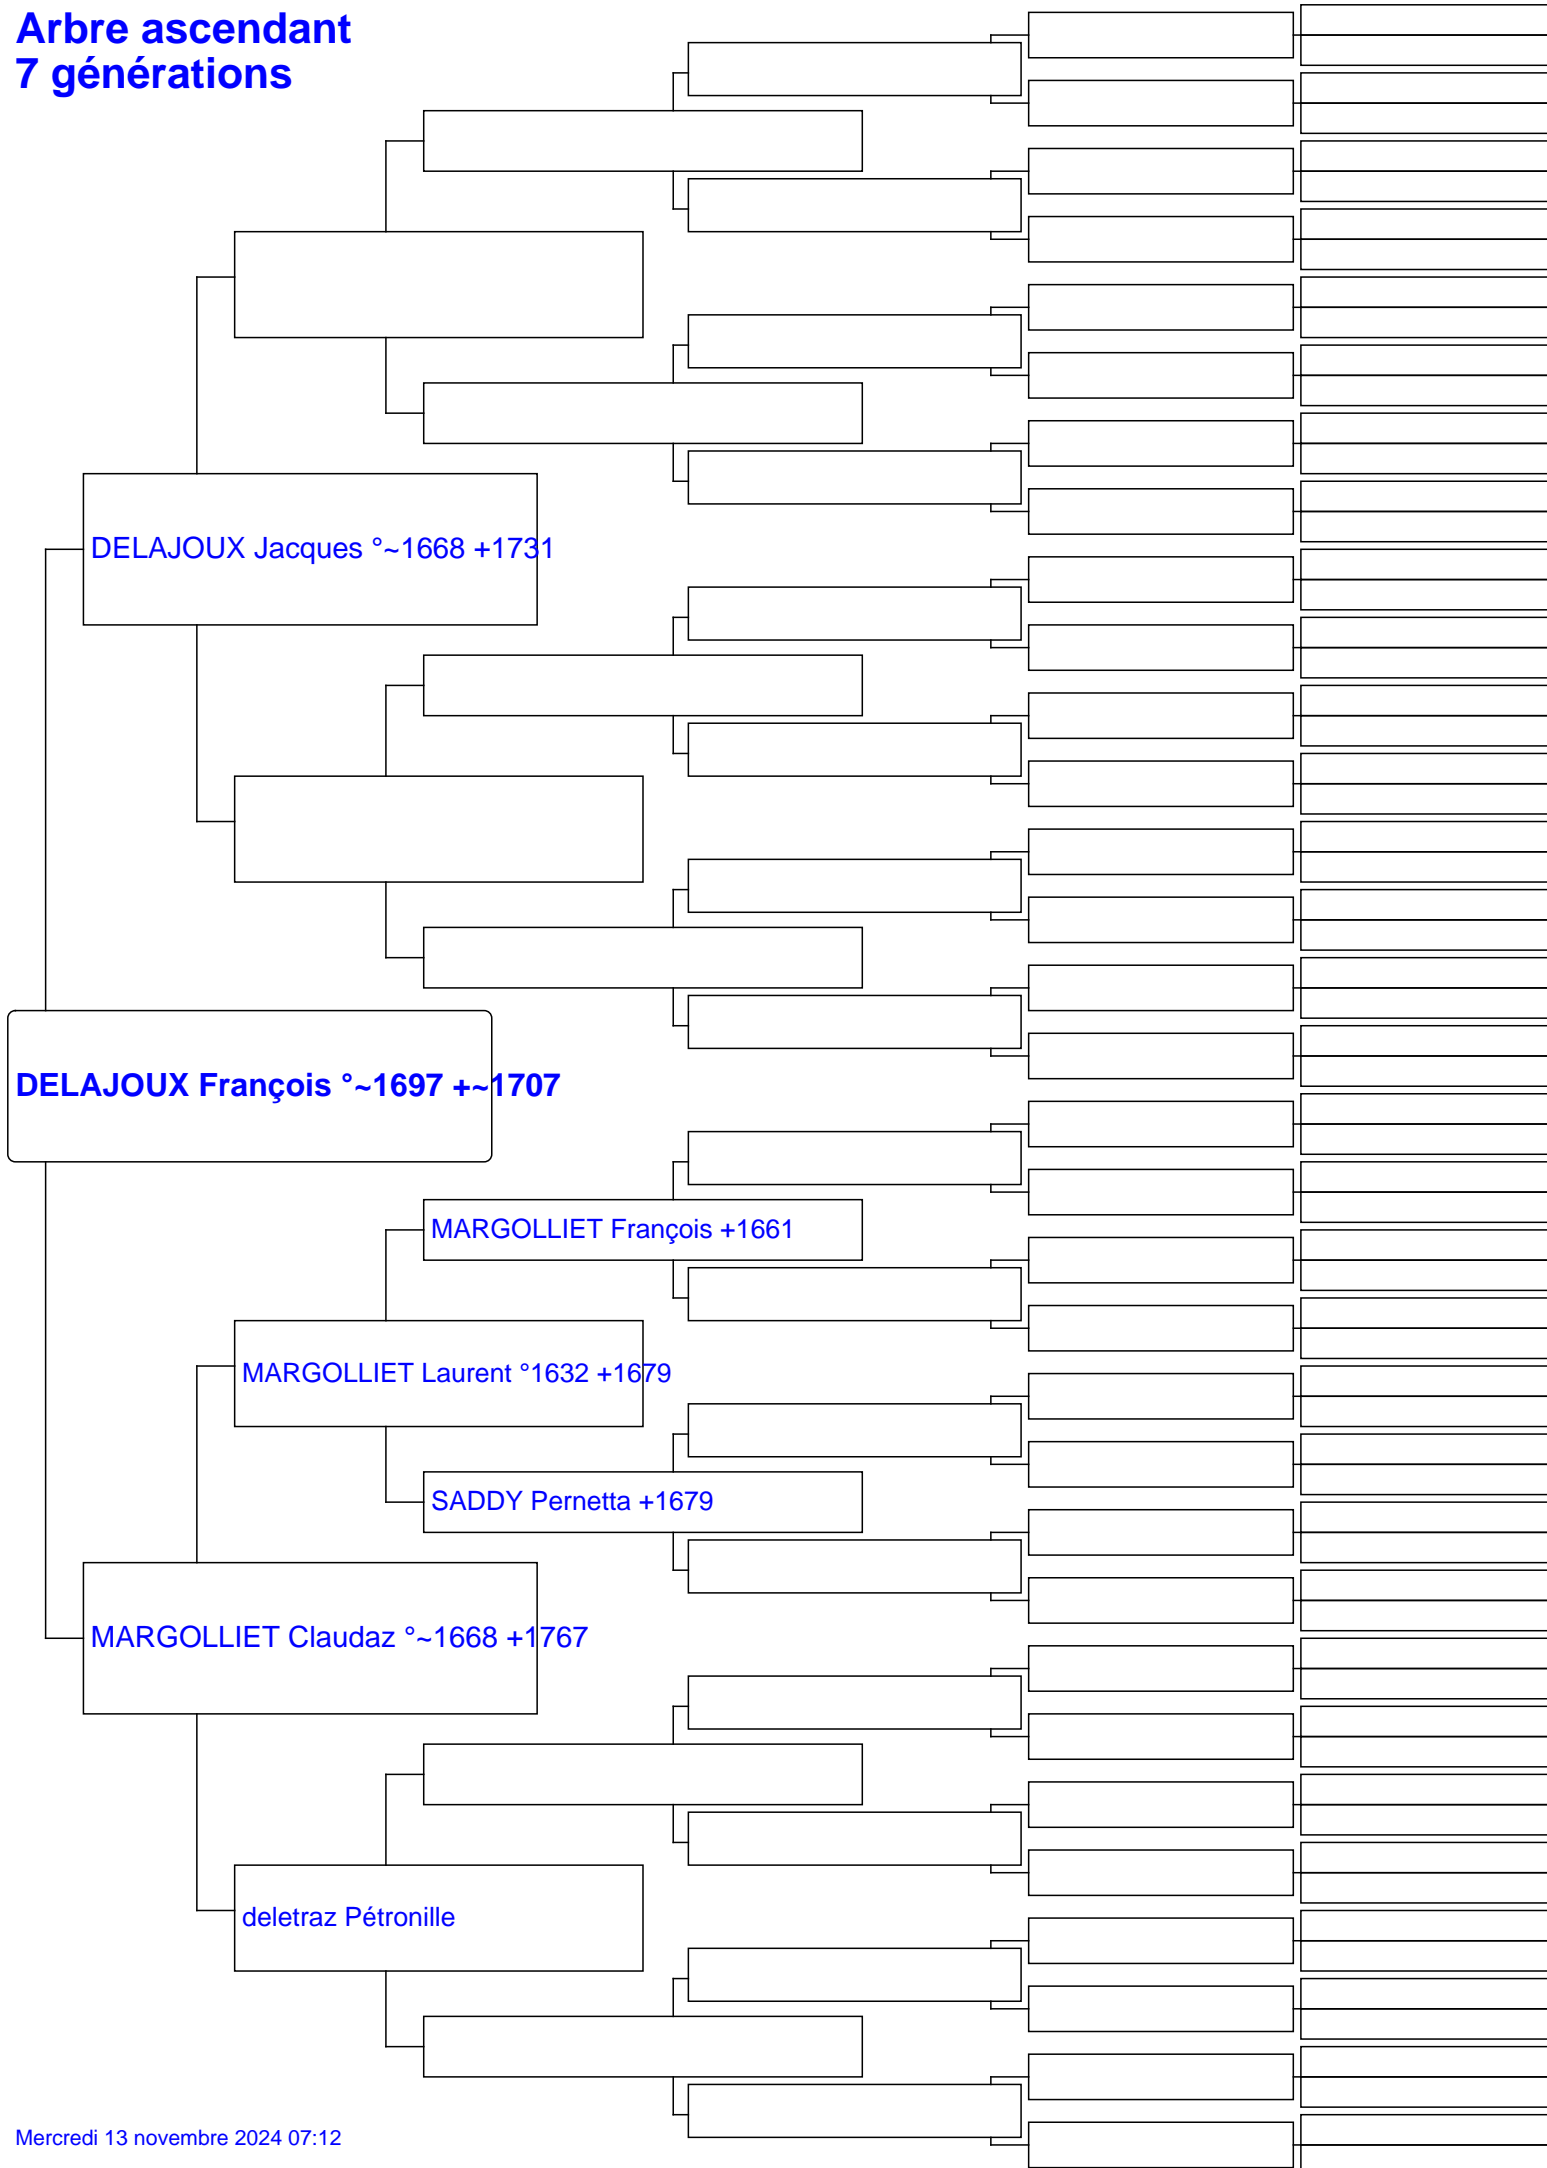 Arbre ascendant
7 générations
DELAJOUX Jacques °~1668 +1731
DELAJOUX François °~1697 +~1707
MARGOLLIET François +1661
MARGOLLIET Laurent °1632 +1679
SADDY Pernetta +1679
MARGOLLIET Claudaz °~1668 +1767
deletraz Pétronille
Mercredi 13 novembre 2024 07:12